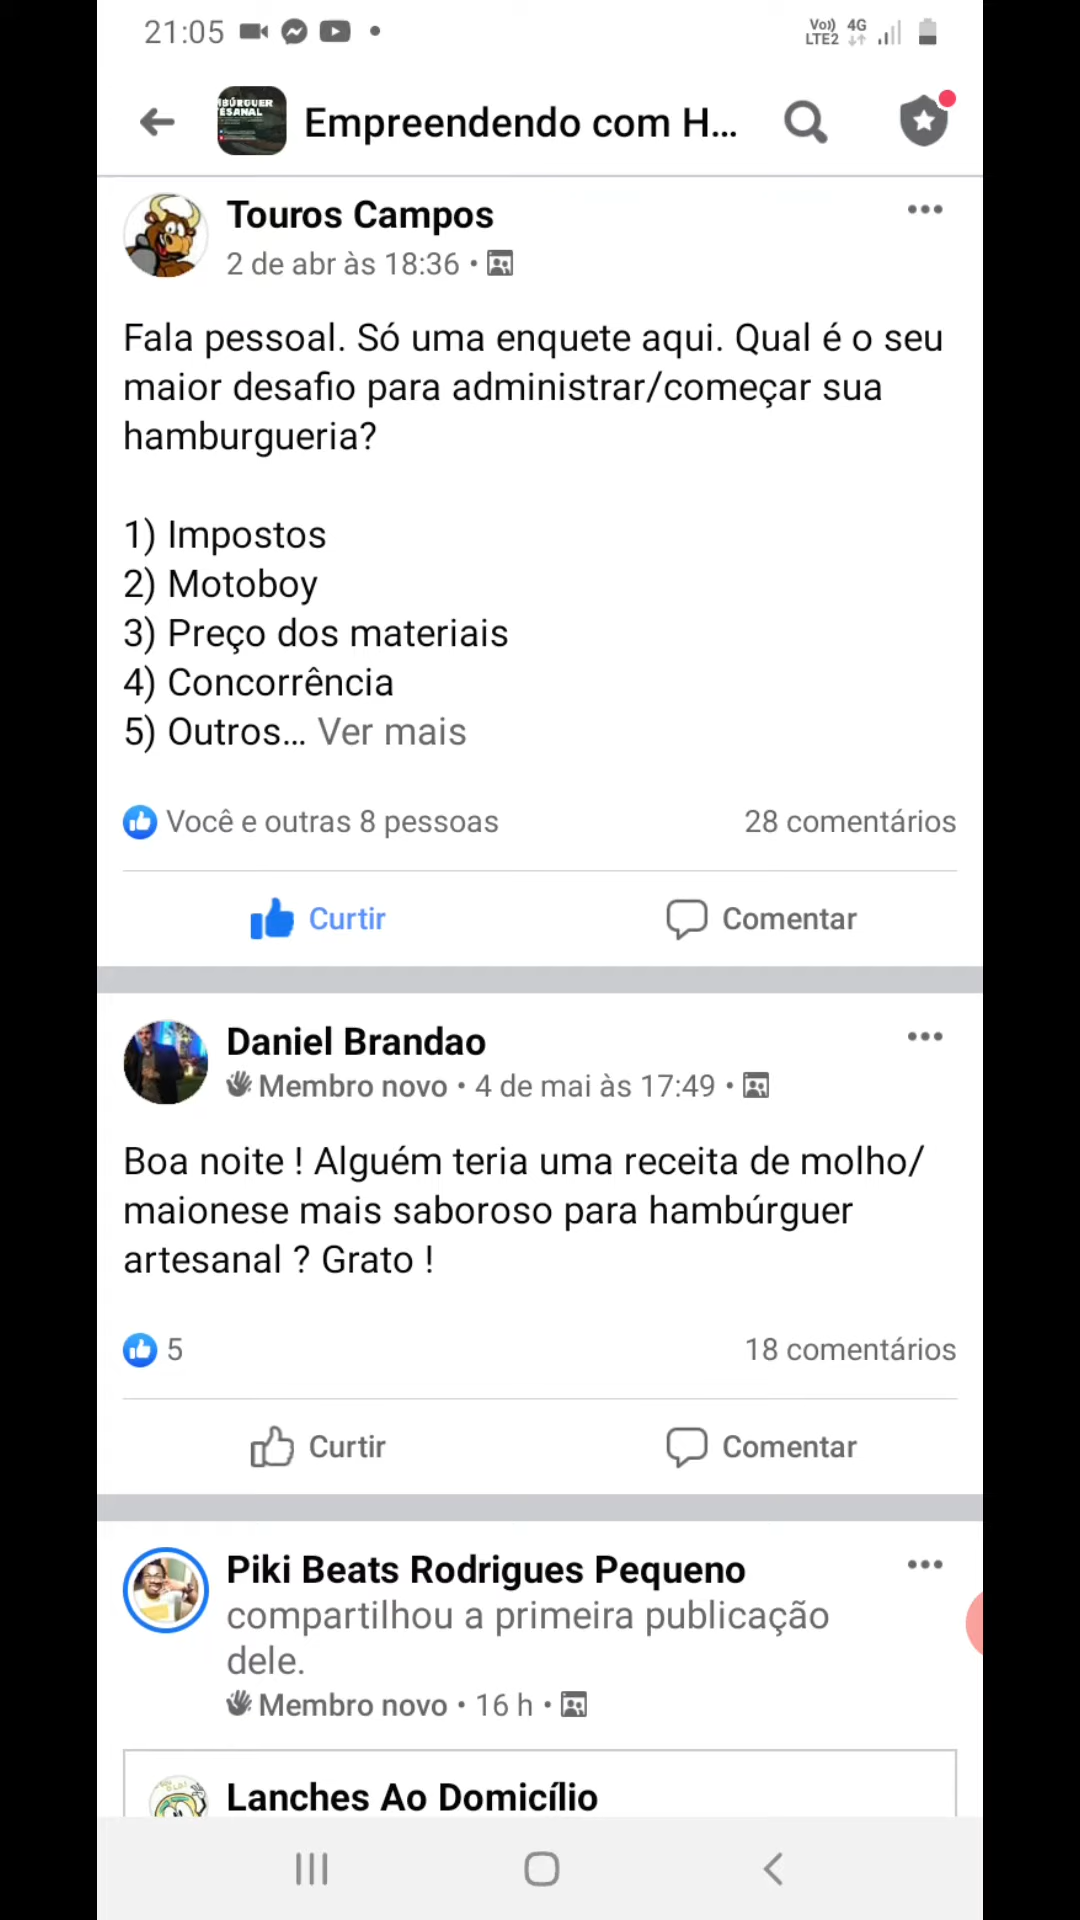 21:05
Vo)) 4G
LTE2
BÚRGUER
ESANAL
Empreendendo com H...
Touros Campos
2 de abr às 18:36 •
Fala pessoal. Só uma enquete aqui. Qual é o seu
maior desafio para administrar/começar sua
hamburgueria?
1) Impostos
2) Motoboy
3) Preço dos materiais
4) Concorrência
5) Outros... Ver mais
Você e outras 8 pessoas
28 comentários
Curtir
Comentar
Daniel Brandao
Membro novo • 4 de mai às 17:49 •
Boa noite ! Alguém teria uma receita de molho/
maionese mais saboroso para hambúrguer
artesanal ? Grato !
5
18 comentários
Curtir
Comentar
Piki Beats Rodrigues Pequeno
compartilhou a primeira publicação
dele.
Membro novo • 16 h •
Lanches Ao Domicílio